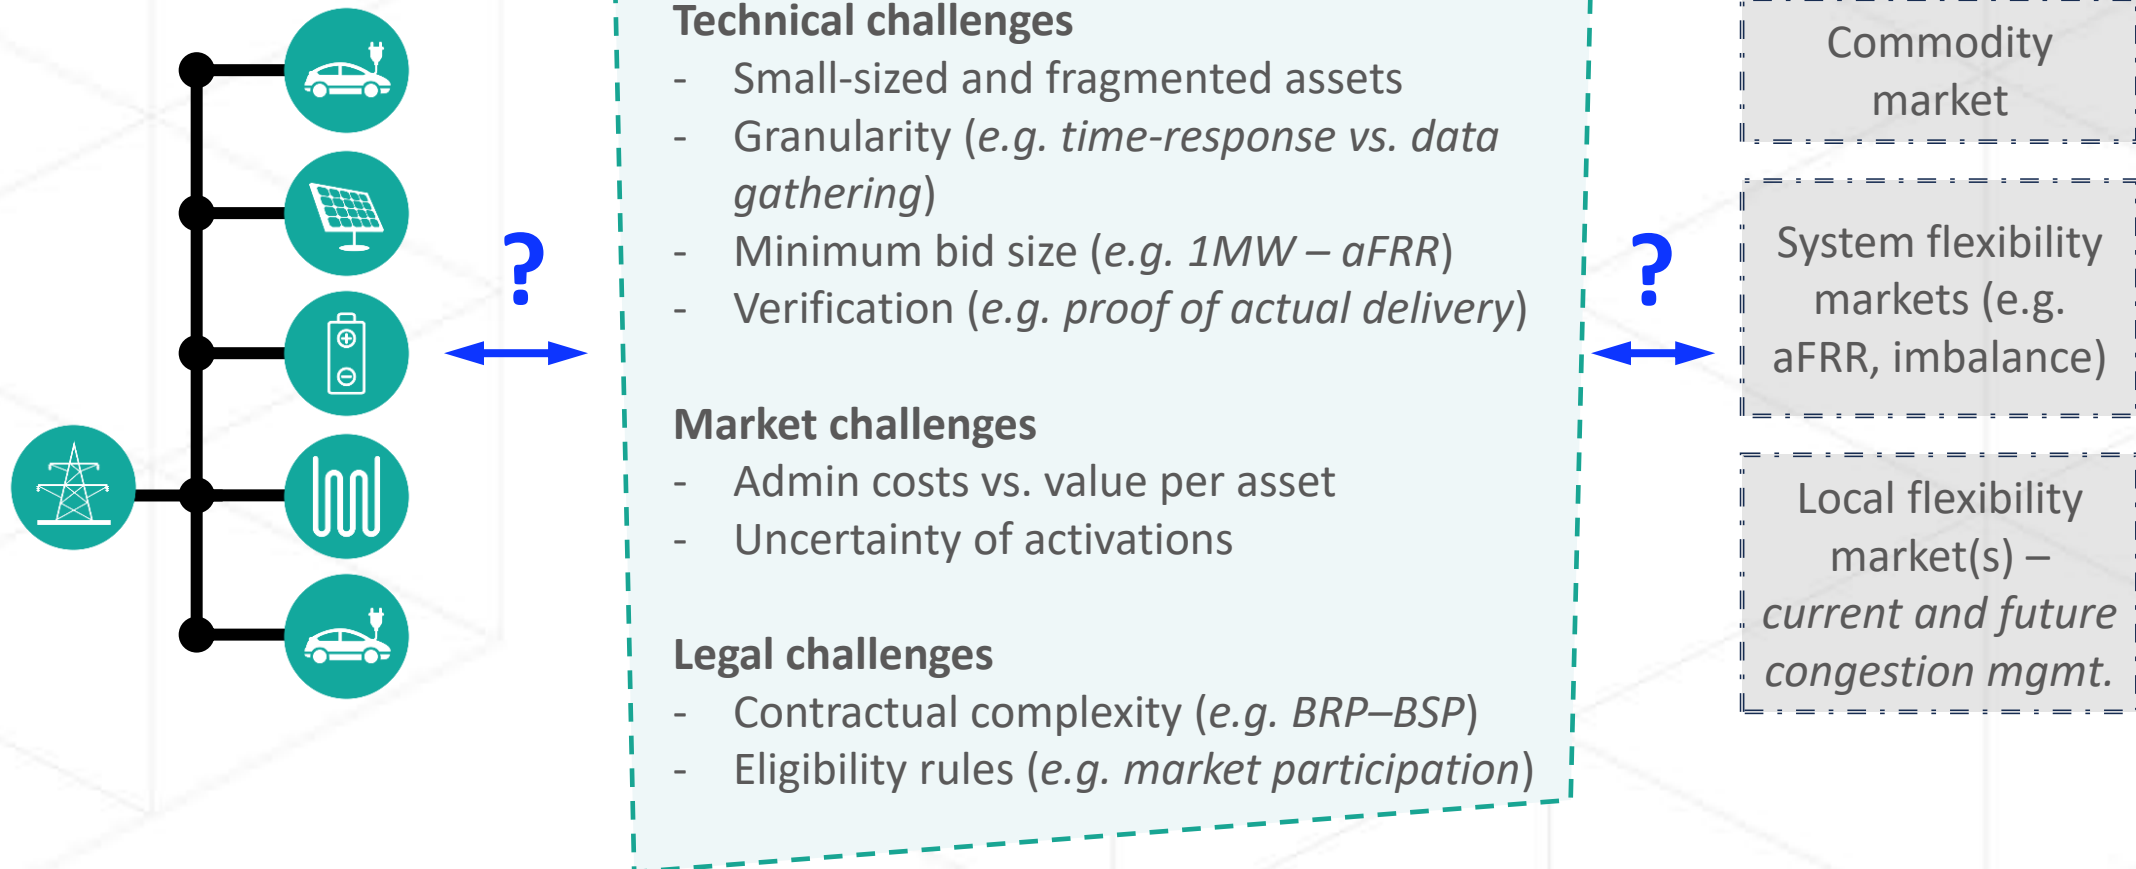 Technical challenges
- Small-sized and fragmented assets
- Granularity (e.g. time-response vs. data
gathering)
- Minimum bid size (e.g. 1MW – aFRR)
- Verification (e.g. proof of actual delivery)
Market challenges
- Admin costs vs. value per asset
- Uncertainty of activations
Legal challenges
- Contractual complexity (e.g. BRP–BSP)
- Eligibility rules (e.g. market participation)
?
?
Commodity
market
System flexibility
markets (e.g.
aFRR, imbalance)
Local flexibility
market(s) –
current and future
congestion mgmt.